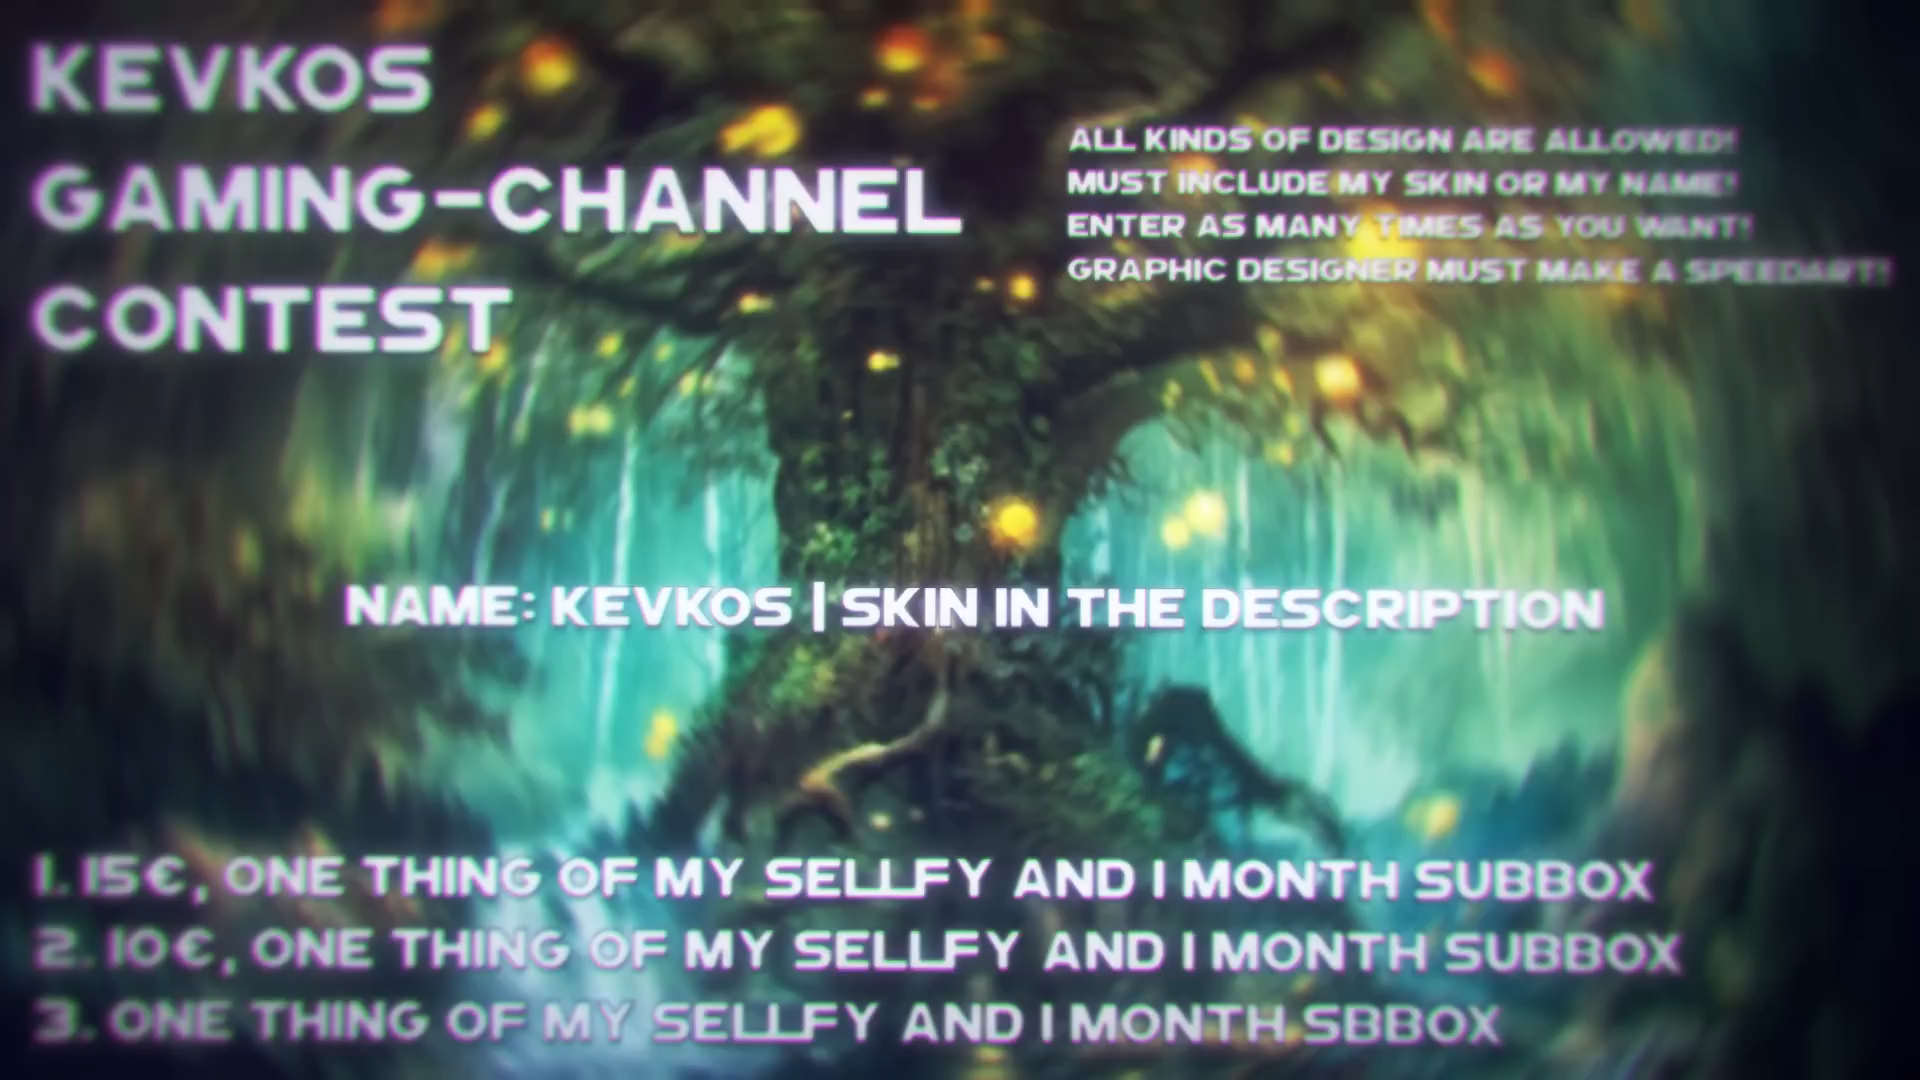 KEVKOS
GAMING-CHANNEL
CONTEST
ALL KINDS OF DESIGN ARE ALLOWED!
MUST INCLUDE MY SKIN OR MY NAME!
ENTER AS MANY TIMES AS YOU WANT!
GRAPHIC DESIGNER MUST MAKE A SPEEDART!
NAME: KEVKOS | SKIN IN THE DESCRIPTION
1. 15€, ONE THING OF MY SELLFY AND 1 MONTH SUBBOX
2. 10€, ONE THING OF MY SELLFY AND 1 MONTH SUBBOX
3. ONE THING OF MY SELLFY AND 1 MONTH SBBOX